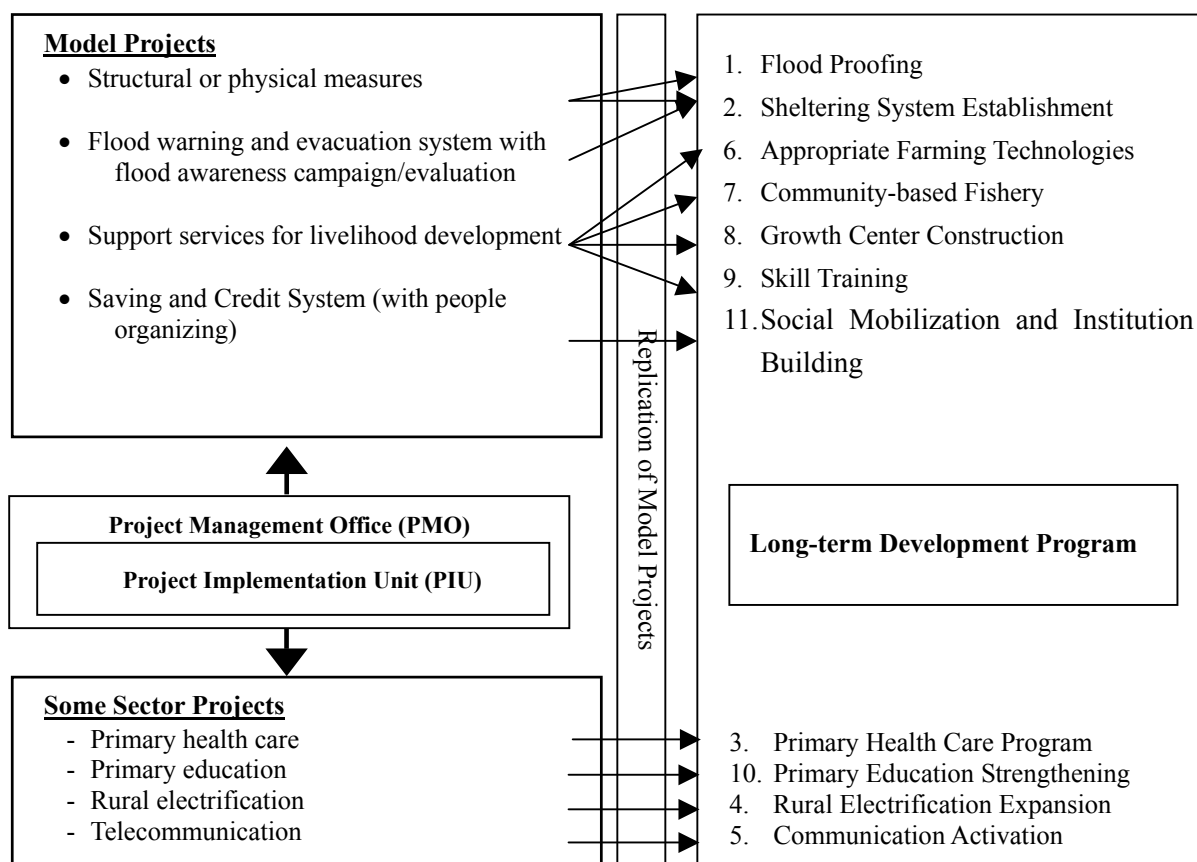 Model Projects
• Structural or physical measures
• Flood warning and evacuation system with
flood awareness campaign/evaluation
• Support services for livelihood development
• Saving and Credit System (with people
organizing)
Project Management Office (PMO)
Project Implementation Unit (PIU)
Some Sector Projects
- Primary health care
- Primary education
- Rural electrification
- Telecommunication
Replication of Model Projects
1. Flood Proofing
2. Sheltering System Establishment
6. Appropriate Farming Technologies
7. Community-based Fishery
8. Growth Center Construction
9. Skill Training
11. Social Mobilization and Institution
Building
Long-term Development Program
3. Primary Health Care Program
10. Primary Education Strengthening
4. Rural Electrification Expansion
5. Communication Activation